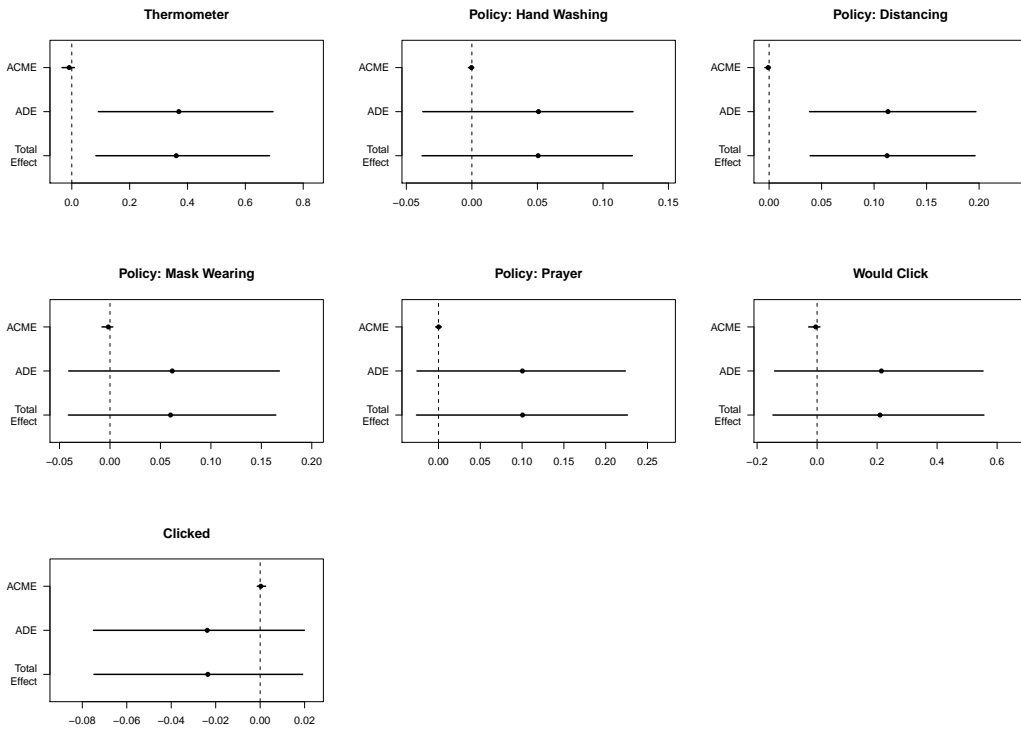 Thermometer
ACME
ADE
Total
Effect
0.0 0.2 0.4 0.6 0.8
Policy: Hand Washing
ACME
ADE
Total
Effect
−0.05 0.00 0.05 0.10 0.15
Policy: Distancing
ACME
ADE
Total
Effect
0.00 0.05 0.10 0.15 0.20
Policy: Mask Wearing
ACME
ADE
Total
Effect
−0.05 0.00 0.05 0.10 0.15 0.20
Policy: Prayer
ACME
ADE
Total
Effect
0.00 0.05 0.10 0.15 0.20 0.25
Would Click
ACME
ADE
Total
Effect
−0.2 0.0 0.2 0.4 0.6
Clicked
ACME
ADE
Total
Effect
−0.08 −0.06 −0.04 −0.02 0.00 0.02